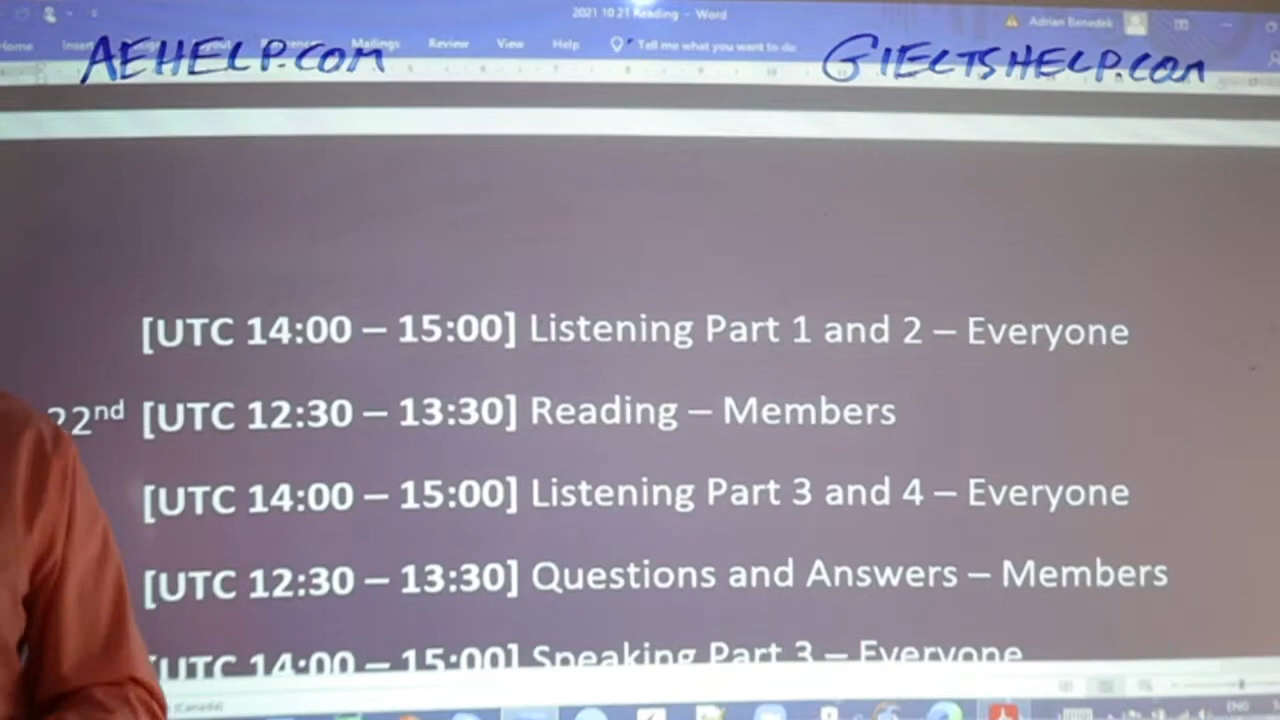 2021 10 21 Reading - Word
Adrian Benedek
Home
Mailings Review View Help Tell me what you want to do
AEHELP.COM
GIELTSHELP.COM
[UTC 14:00 – 15:00] Listening Part 1 and 2 – Everyone
22nd [UTC 12:30 – 13:30] Reading – Members
[UTC 14:00 – 15:00] Listening Part 3 and 4 – Everyone
[UTC 12:30 – 13:30] Questions and Answers – Members
[UTC 14:00 – 15:00] Speaking Part 3 – Everyone
(Canada)
ENG